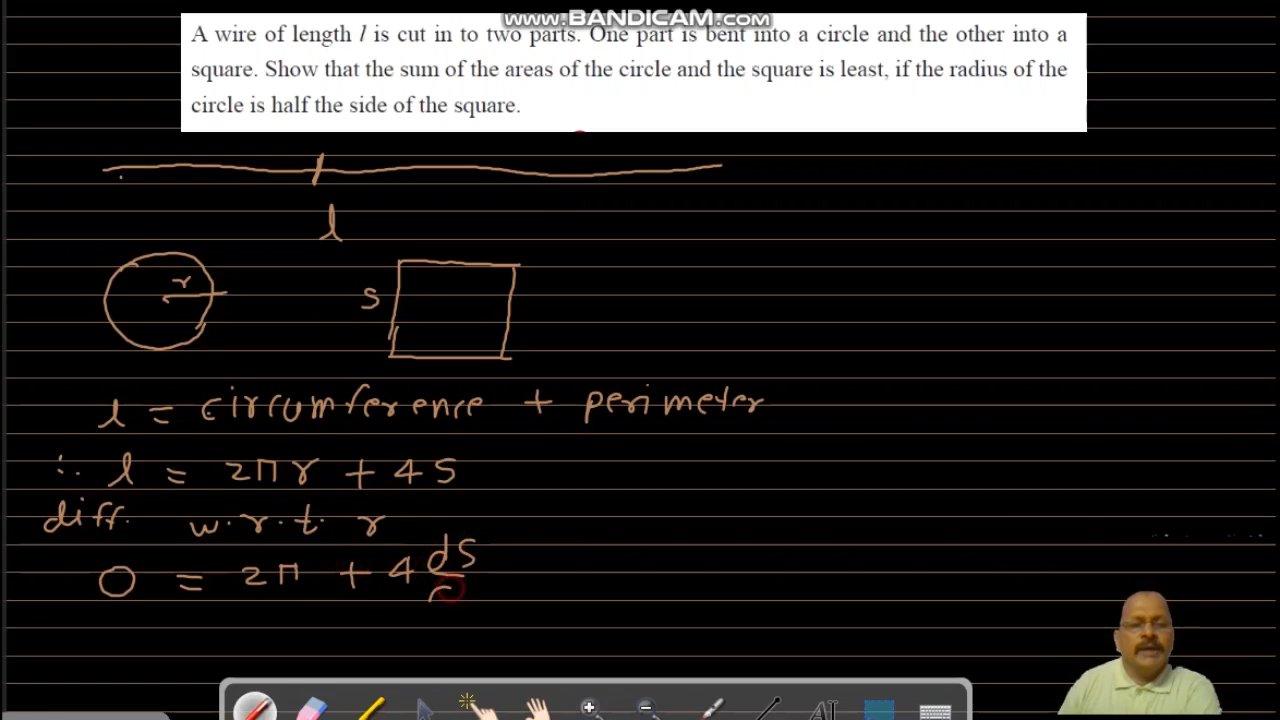 www.BANDICAM.com
A wire of length l is cut in to two parts. One part is bent into a circle and the other into a
square. Show that the sum of the areas of the circle and the square is least, if the radius of the
circle is half the side of the square.
l
r
S
l = circumference + perimeter
∴ l = 2πr + 4S
diff. w.r.t. r
0 = 2π + 4 dS
AI